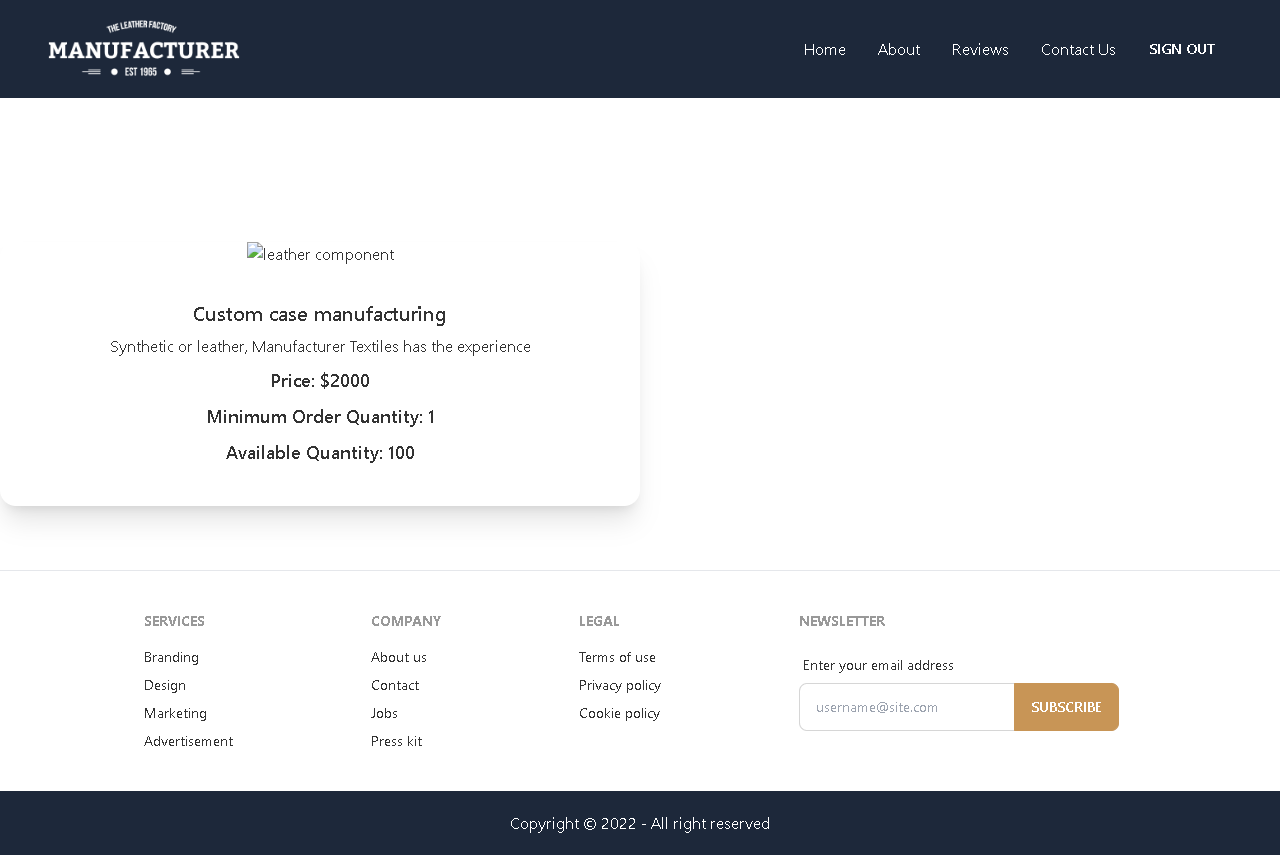 THE LEATHER FACTORY
MANUFACTURER
EST 1965
Home
About
Reviews
Contact Us
SIGN OUT
leather component
Custom case manufacturing
Synthetic or leather, Manufacturer Textiles has the experience
Price: $2000
Minimum Order Quantity: 1
Available Quantity: 100
SERVICES
Branding
Design
Marketing
Advertisement
COMPANY
About us
Contact
Jobs
Press kit
LEGAL
Terms of use
Privacy policy
Cookie policy
NEWSLETTER
Enter your email address
username@site.com
SUBSCRIBE
Copyright © 2022 - All right reserved